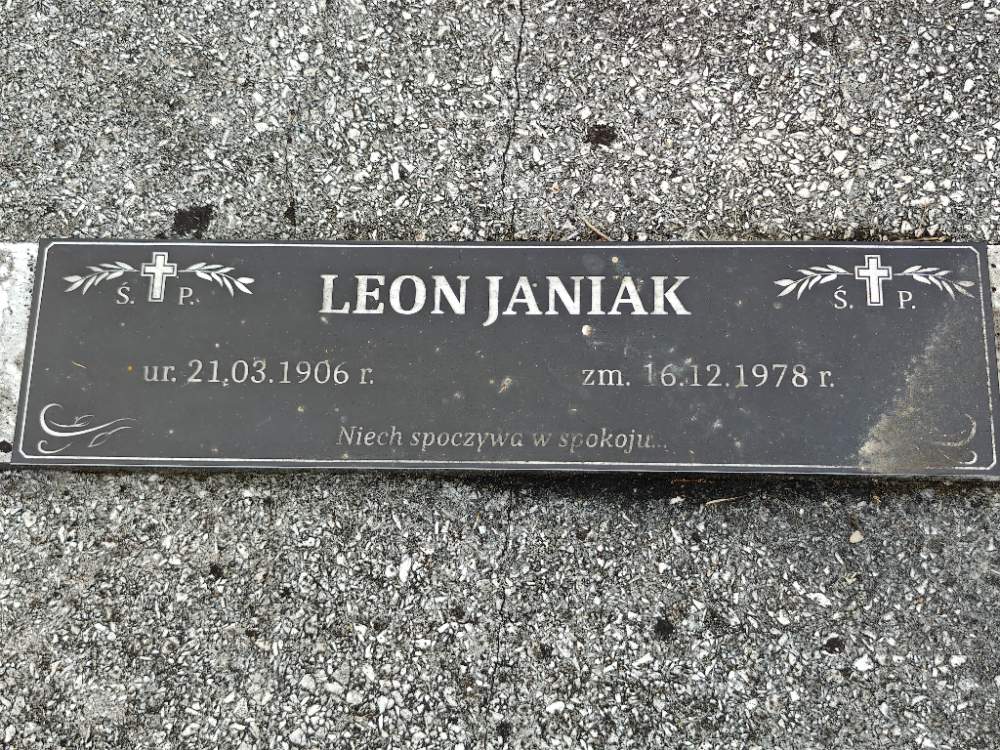 Ś. P. LEON JANIAK Ś. P.
ur. 21.03.1906 r. zm. 16.12.1978 r.
Niech spoczywa w spokoju...